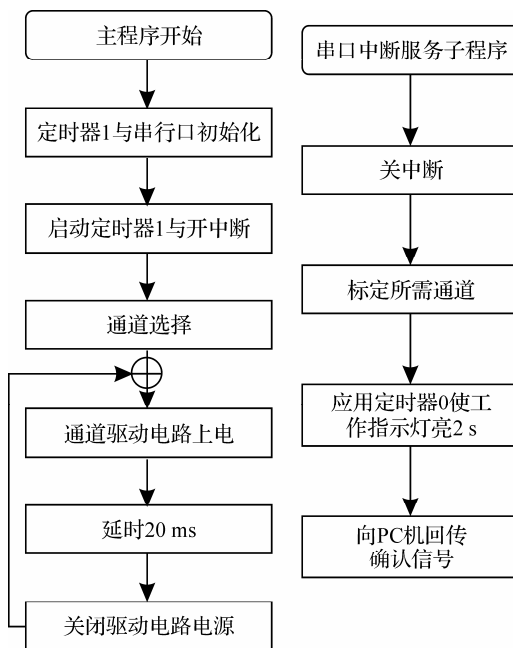 主程序开始
定时器1与串行口初始化
启动定时器1与开中断
通道选择
通道驱动电路上电
延时20 ms
关闭驱动电路电源
串口中断服务子程序
关中断
标定所需通道
应用定时器0使工
作指示灯亮2 s
向PC机回传
确认信号